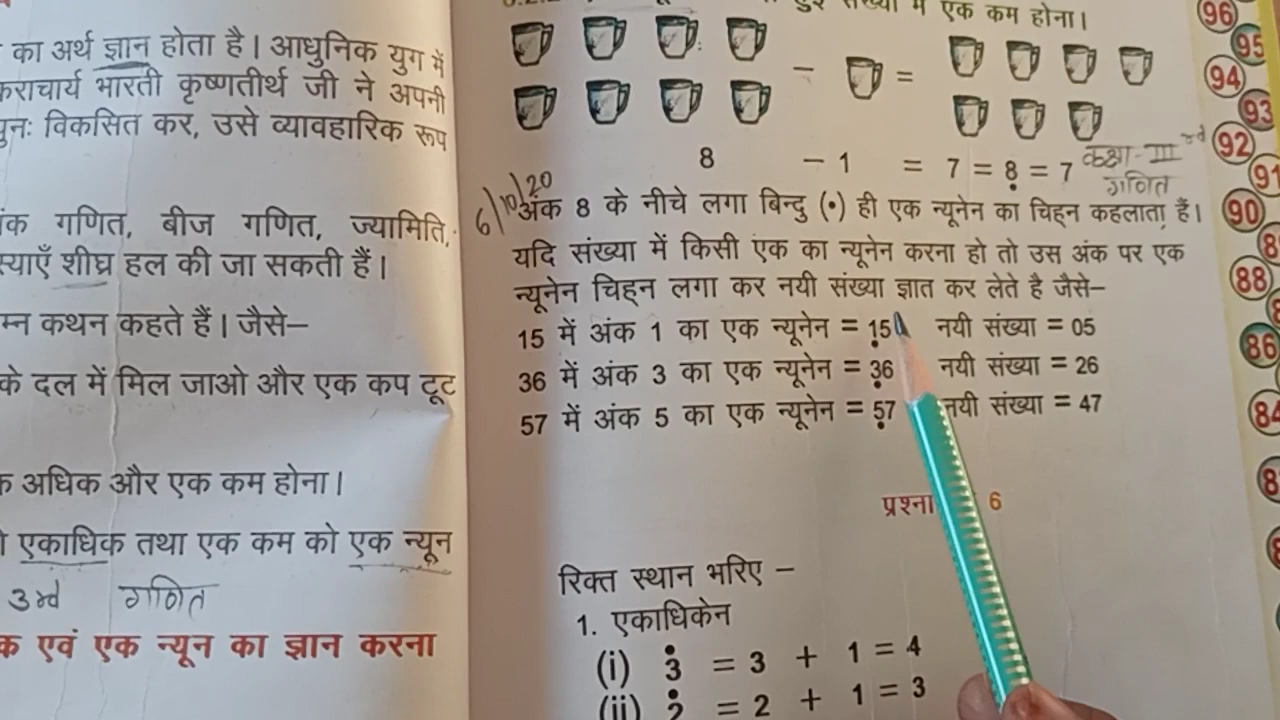 का अर्थ ज्ञान होता है। आधुनिक युग में
कराचार्य भारती कृष्णतीर्थ जी ने अपनी
पुनः विकसित कर, उसे व्यावहारिक रूप
गणित, बीज गणित, ज्यामिति,
शीघ्र हल की जा सकती हैं।
कथन कहते हैं। जैसे–
के दल में मिल जाओ और एक कप टूट
अधिक और एक कम होना।
एकाधिक तथा एक कम को एक न्यून
3rd गणित
एवं एक न्यून का ज्ञान करना
संख्या में एक कम होना।
– =
8 – 1 = 7 = 8̣ = 7
कक्षा-III rd
गणित
6/10/20
अंक 8 के नीचे लगा बिन्दु (•) ही एक न्यूनेन का चिह्न कहलाता हैं।
यदि संख्या में किसी एक का न्यूनेन करना हो तो उस अंक पर एक
न्यूनेन चिह्न लगा कर नयी संख्या ज्ञात कर लेते है जैसे–
15 में अंक 1 का एक न्यूनेन = 1̣5 नयी संख्या = 05
36 में अंक 3 का एक न्यूनेन = 3̣6 नयी संख्या = 26
57 में अंक 5 का एक न्यूनेन = 5̣7 नयी संख्या = 47
6
रिक्त स्थान भरिए –
1. एकाधिकेन
(i) 3̇ = 3 + 1 = 4
(ii) 2̇ = 2 + 1 = 3
96
95
94
93
92
91
90
88
86